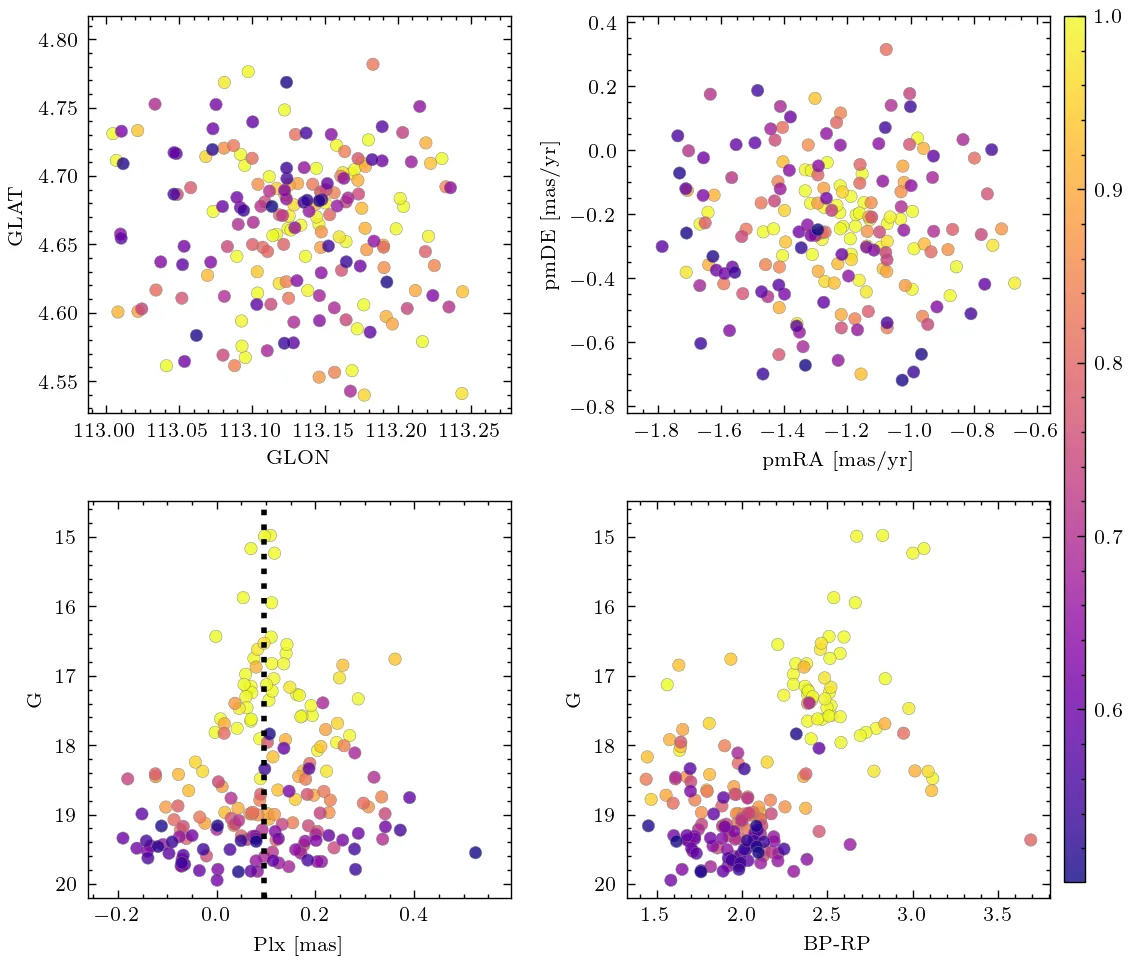 4.80
4.75
4.70
4.65
4.60
4.55
GLAT
113.00 113.05 113.10 113.15 113.20 113.25
GLON
0.4
0.2
0.0
−0.2
−0.4
−0.6
−0.8
pmDE [mas/yr]
−1.8 −1.6 −1.4 −1.2 −1.0 −0.8 −0.6
pmRA [mas/yr]
1.0
0.9
0.8
0.7
0.6
15
16
17
18
19
20
G
−0.2 0.0 0.2 0.4
Plx [mas]
15
16
17
18
19
20
G
1.5 2.0 2.5 3.0 3.5
BP-RP